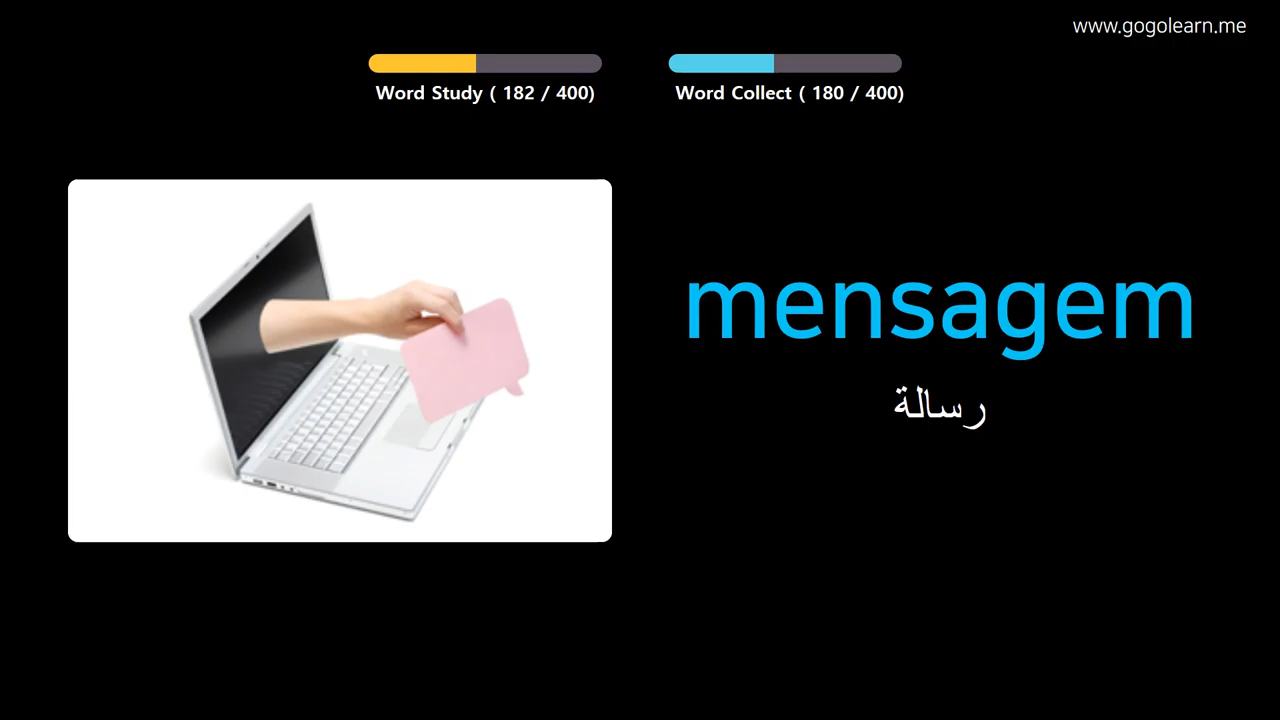 www.gogolearn.me
Word Study ( 182 / 400)
Word Collect ( 180 / 400)
mensagem
رسالة